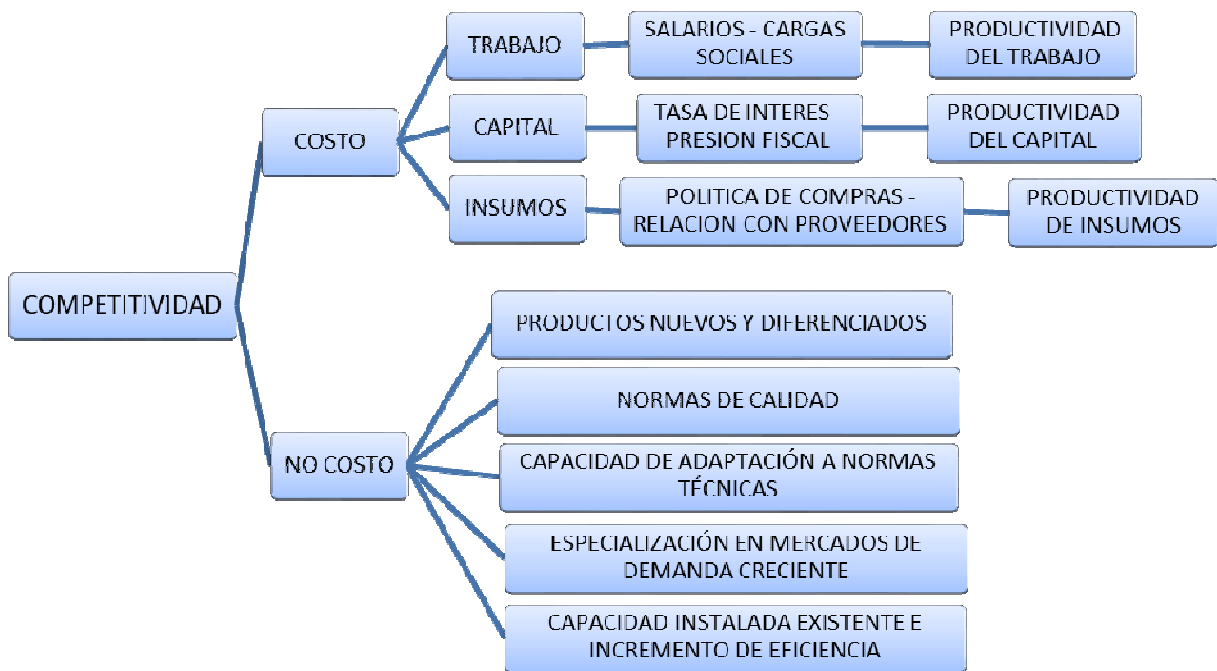 COMPETITIVIDAD
COSTO
TRABAJO
SALARIOS - CARGAS
SOCIALES
PRODUCTIVIDAD
DEL TRABAJO
CAPITAL
TASA DE INTERES
PRESION FISCAL
PRODUCTIVIDAD
DEL CAPITAL
INSUMOS
POLITICA DE COMPRAS -
RELACION CON PROVEEDORES
PRODUCTIVIDAD
DE INSUMOS
NO COSTO
PRODUCTOS NUEVOS Y DIFERENCIADOS
NORMAS DE CALIDAD
CAPACIDAD DE ADAPTACIÓN A NORMAS
TÉCNICAS
ESPECIALIZACIÓN EN MERCADOS DE
DEMANDA CRECIENTE
CAPACIDAD INSTALADA EXISTENTE E
INCREMENTO DE EFICIENCIA